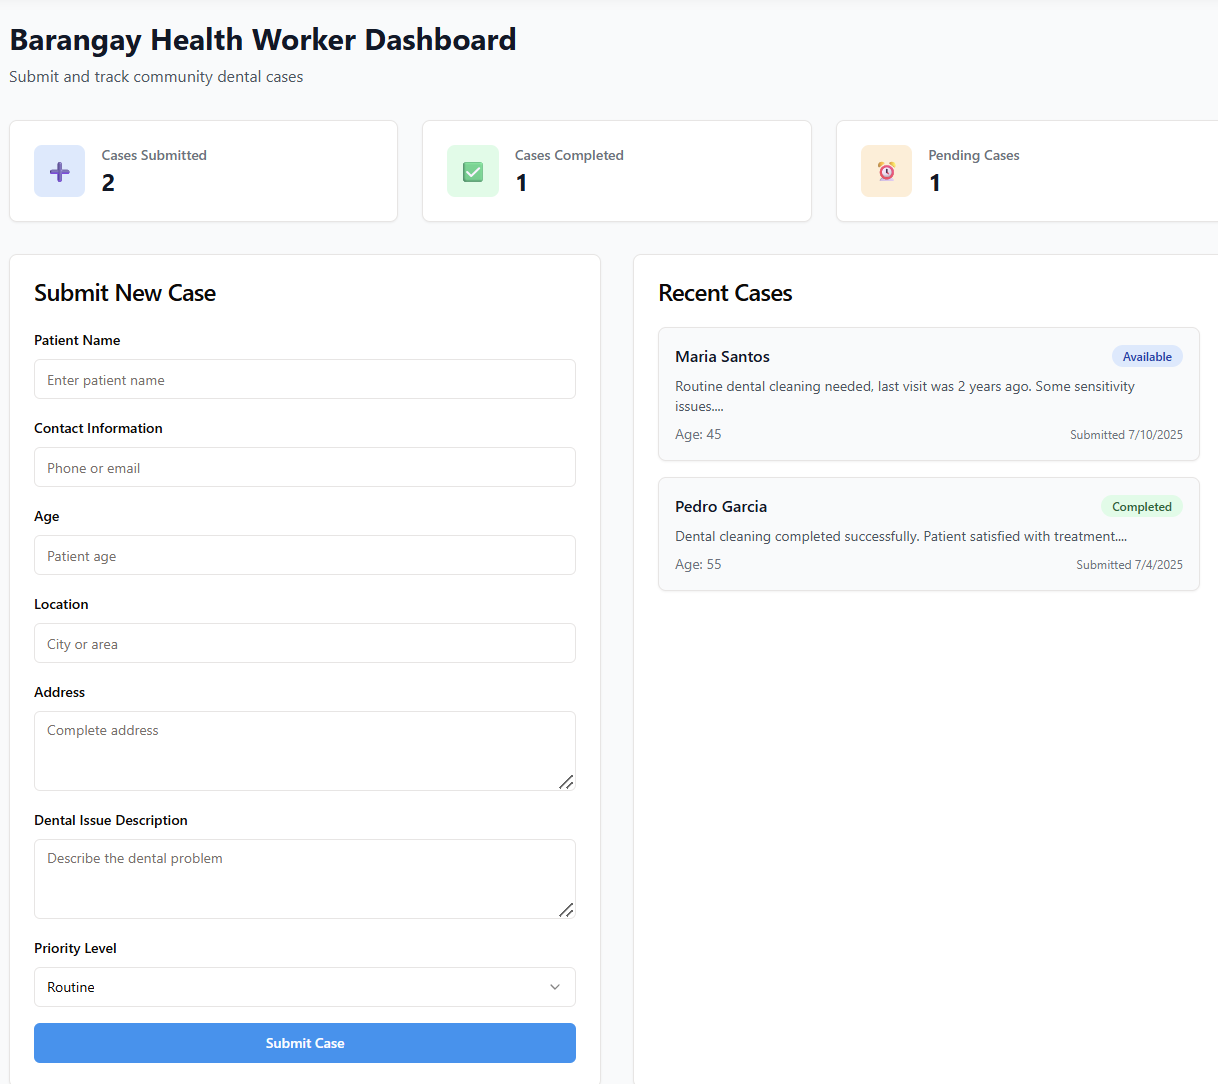 Barangay Health Worker Dashboard
Submit and track community dental cases
Cases Submitted
2
Cases Completed
1
Pending Cases
1
Submit New Case
Patient Name
Enter patient name
Contact Information
Phone or email
Age
Patient age
Location
City or area
Address
Complete address
Dental Issue Description
Describe the dental problem
Priority Level
Routine
Submit Case
Recent Cases
Maria Santos
Available
Routine dental cleaning needed, last visit was 2 years ago. Some sensitivity
issues....
Age: 45
Submitted 7/10/2025
Pedro Garcia
Completed
Dental cleaning completed successfully. Patient satisfied with treatment....
Age: 55
Submitted 7/4/2025